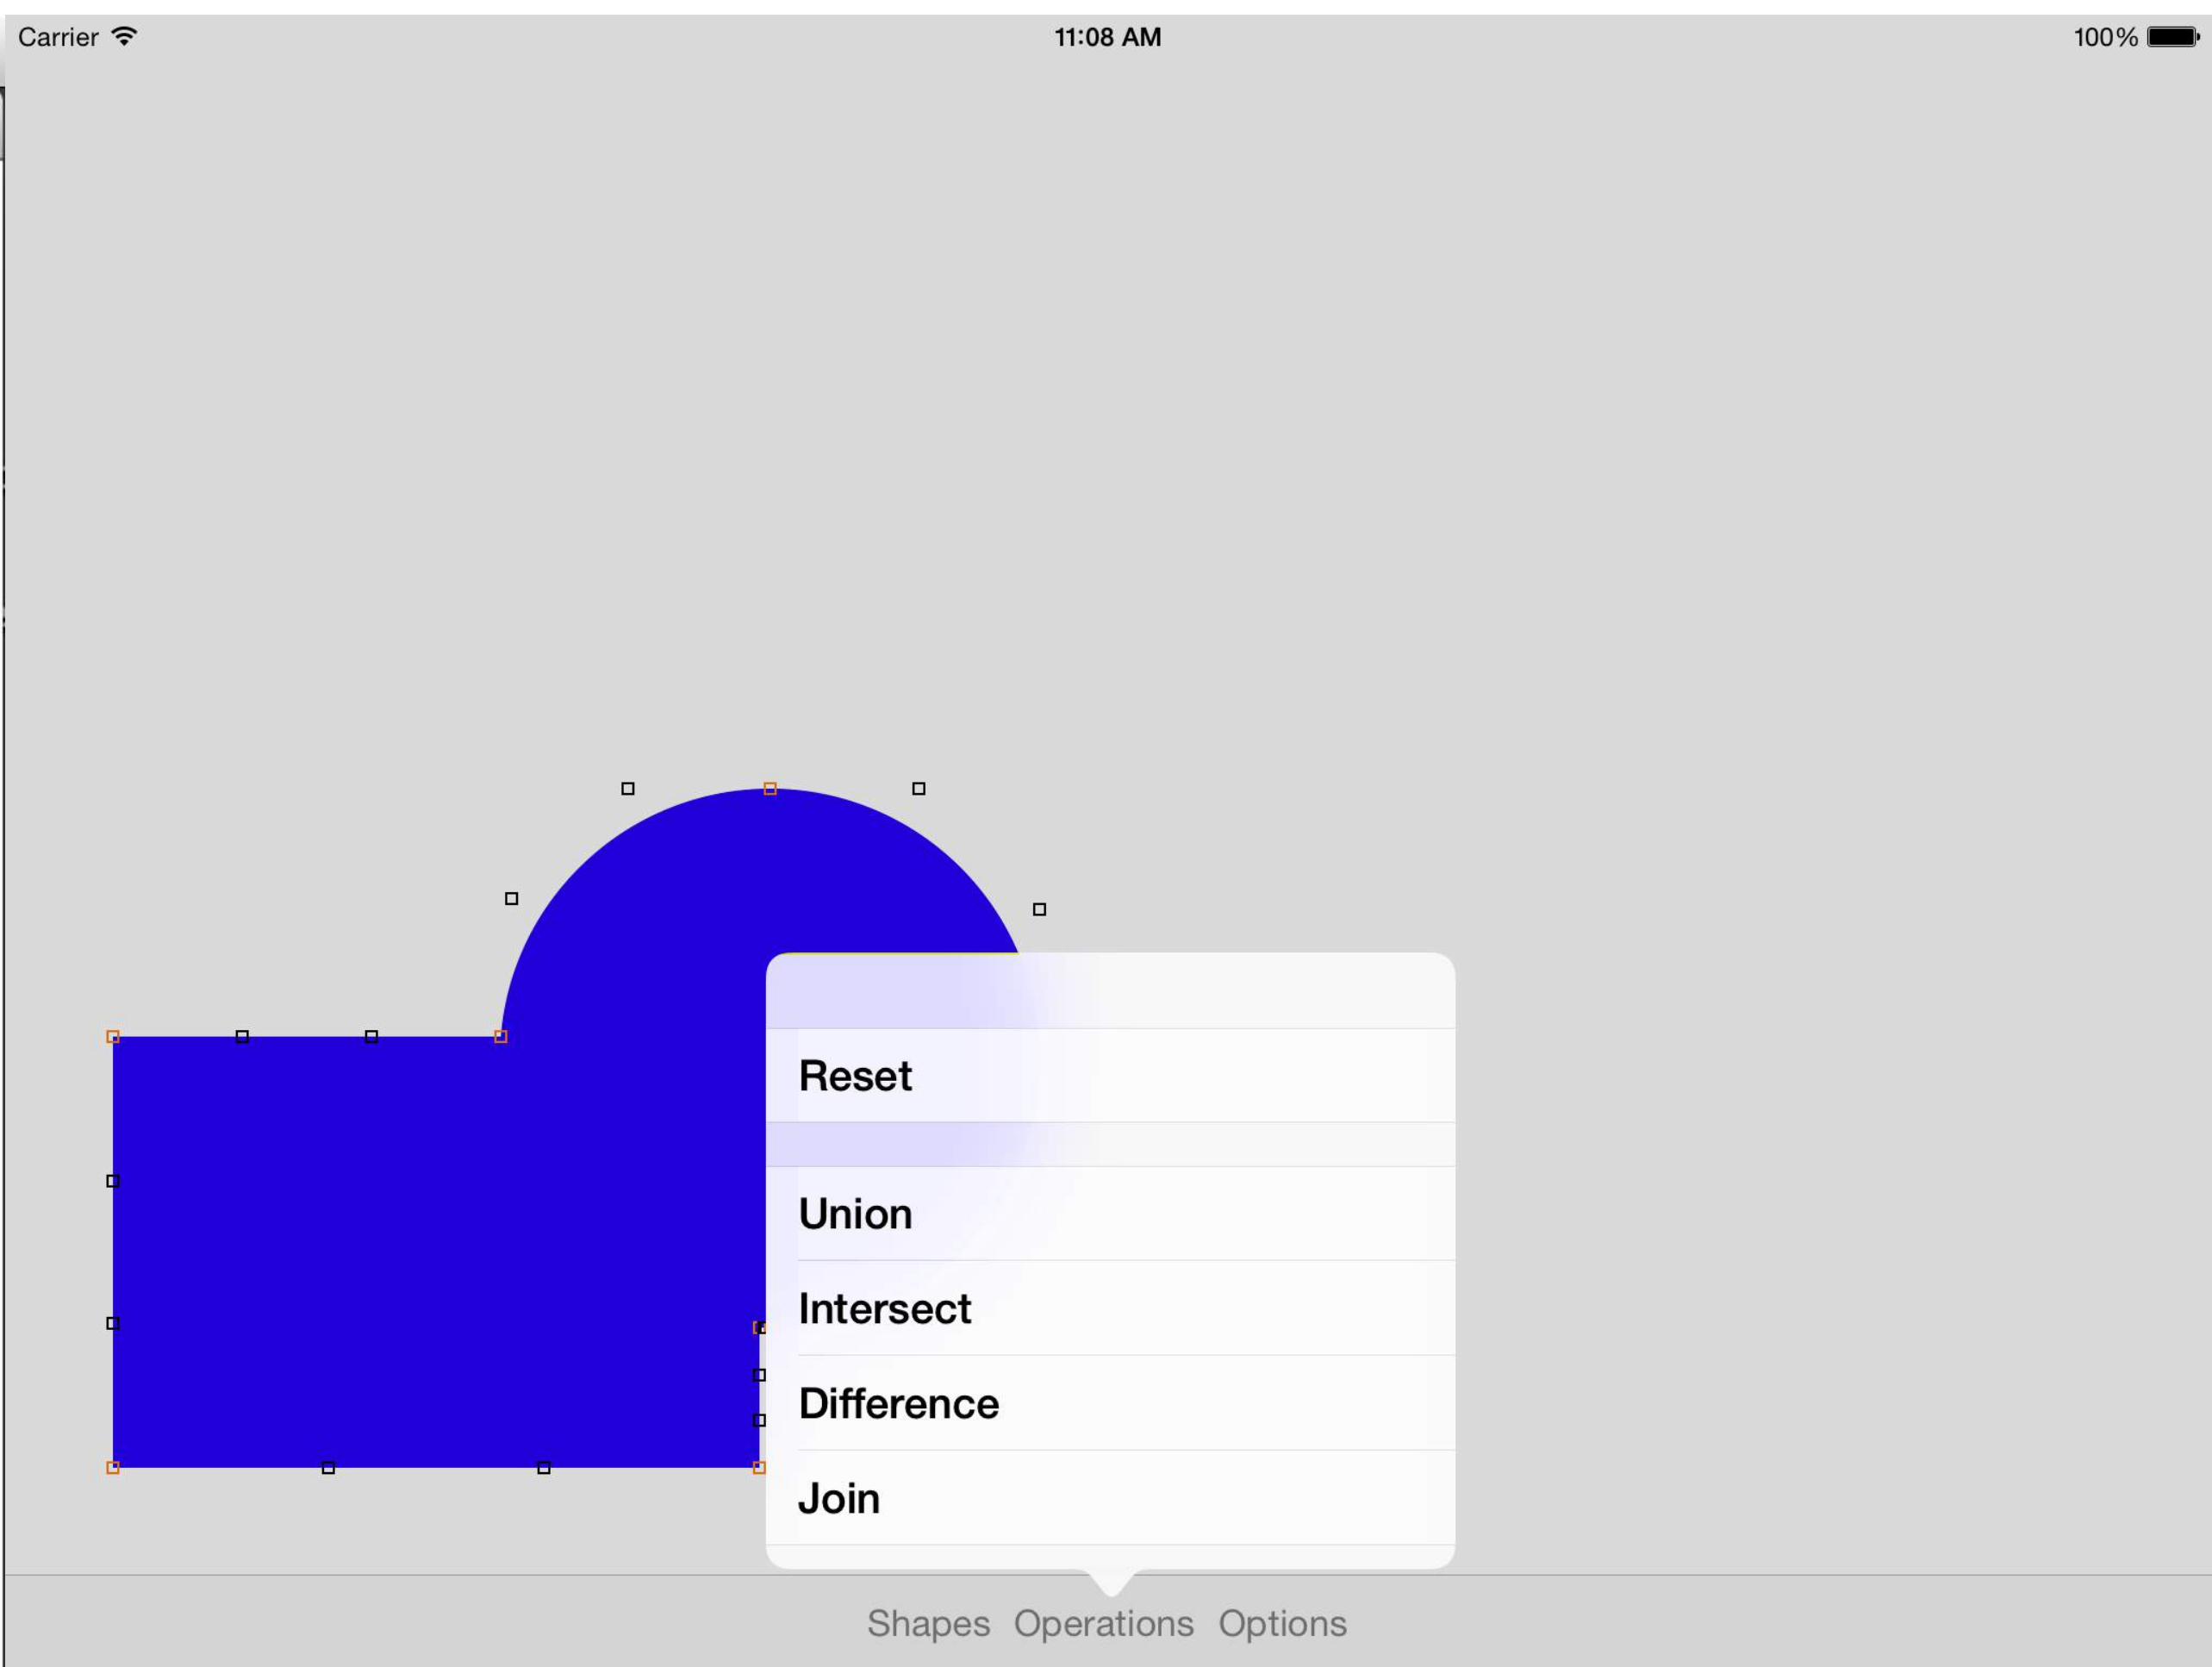 Carrier 11:08 AM 100%
Reset
Union
Intersect
Difference
Join
Shapes Operations Options